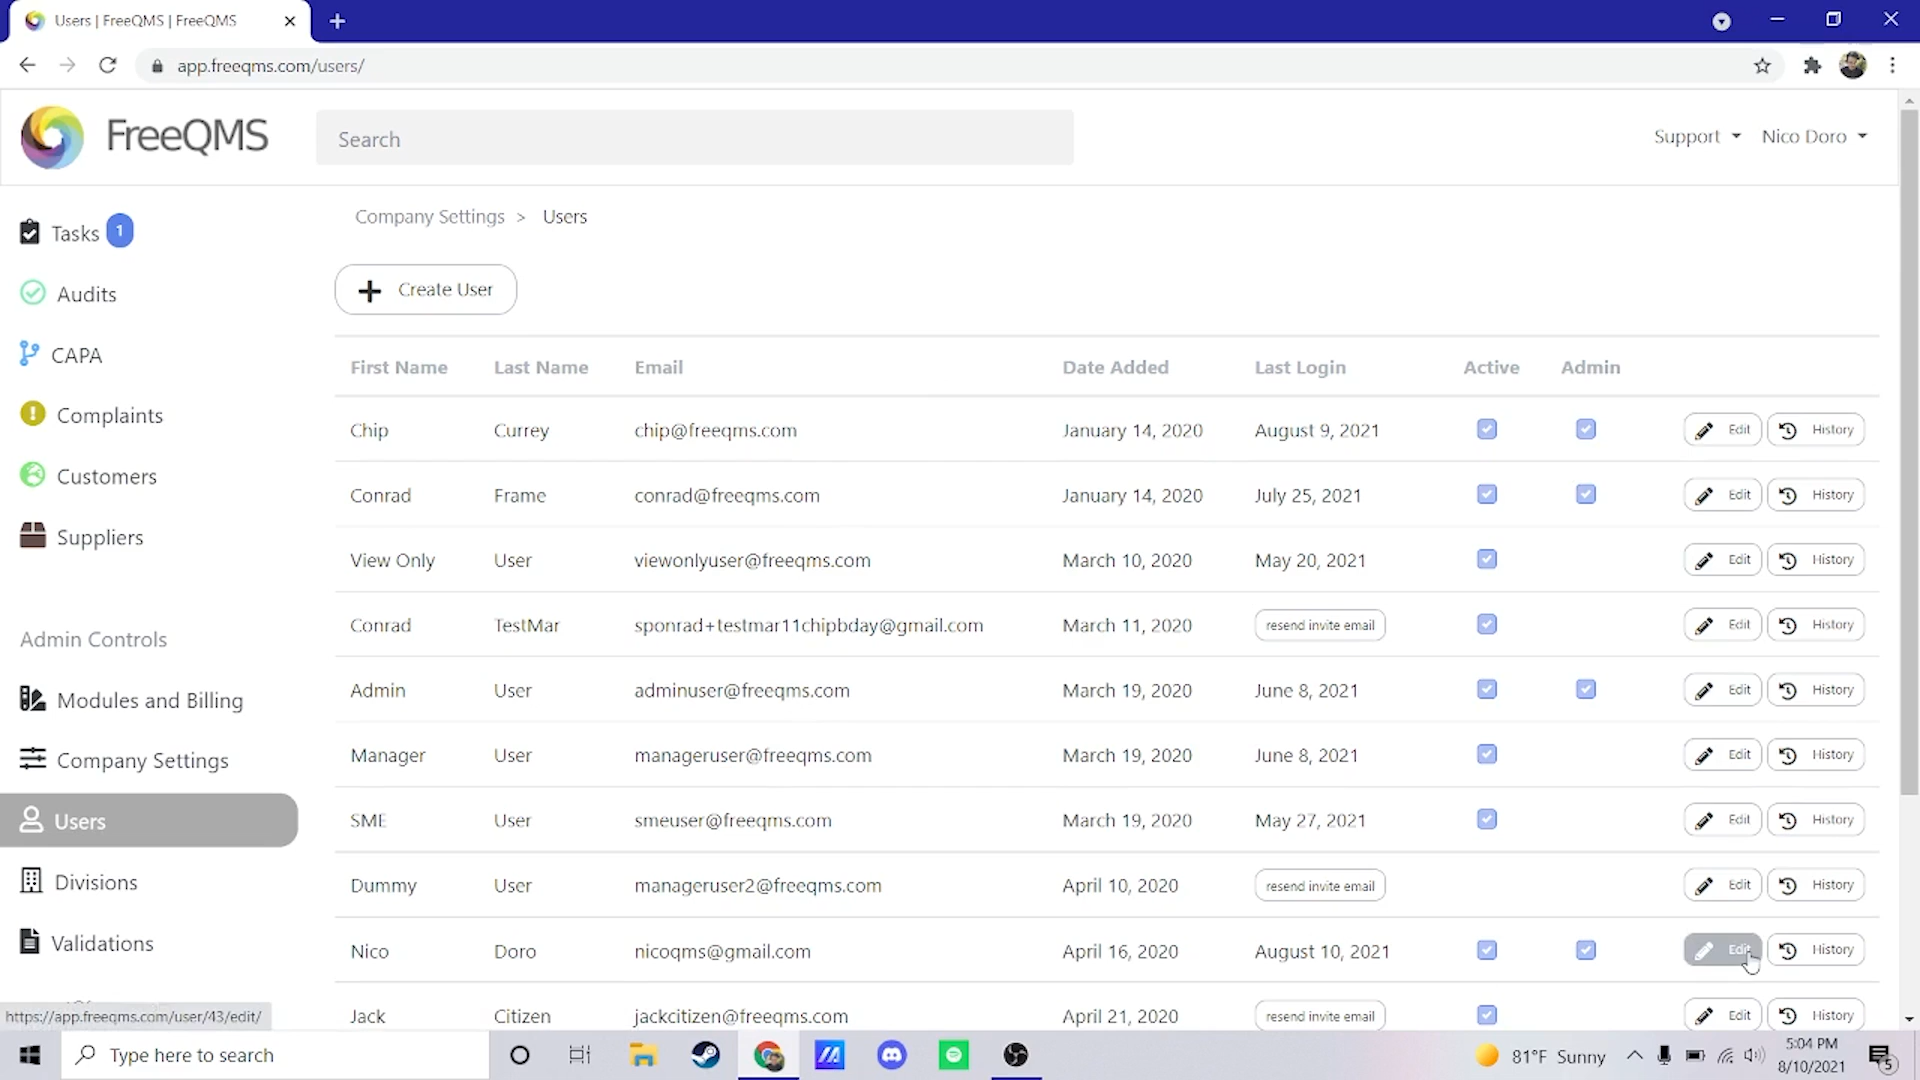 Users | FreeQMS | FreeQMS
app.freeqms.com/users/
FreeQMS
Search
Support
Nico Doro
Tasks 1
Audits
CAPA
Complaints
Customers
Suppliers
Admin Controls
Modules and Billing
Company Settings
Users
Divisions
Validations
Company Settings > Users
Create User
First Name Last Name Email Date Added Last Login Active Admin
Chip Currey chip@freeqms.com January 14, 2020 August 9, 2021 Edit History
Conrad Frame conrad@freeqms.com January 14, 2020 July 25, 2021 Edit History
View Only User viewonlyuser@freeqms.com March 10, 2020 May 20, 2021 Edit History
Conrad TestMar sponrad+testmar11chipbday@gmail.com March 11, 2020 resend invite email Edit History
Admin User adminuser@freeqms.com March 19, 2020 June 8, 2021 Edit History
Manager User manageruser@freeqms.com March 19, 2020 June 8, 2021 Edit History
SME User smeuser@freeqms.com March 19, 2020 May 27, 2021 Edit History
Dummy User manageruser2@freeqms.com April 10, 2020 resend invite email Edit History
Nico Doro nicoqms@gmail.com April 16, 2020 August 10, 2021 Edit History
Jack Citizen jackcitizen@freeqms.com April 21, 2020 resend invite email Edit History
https://app.freeqms.com/user/43/edit/
Type here to search
81°F Sunny
5:04 PM
8/10/2021
5